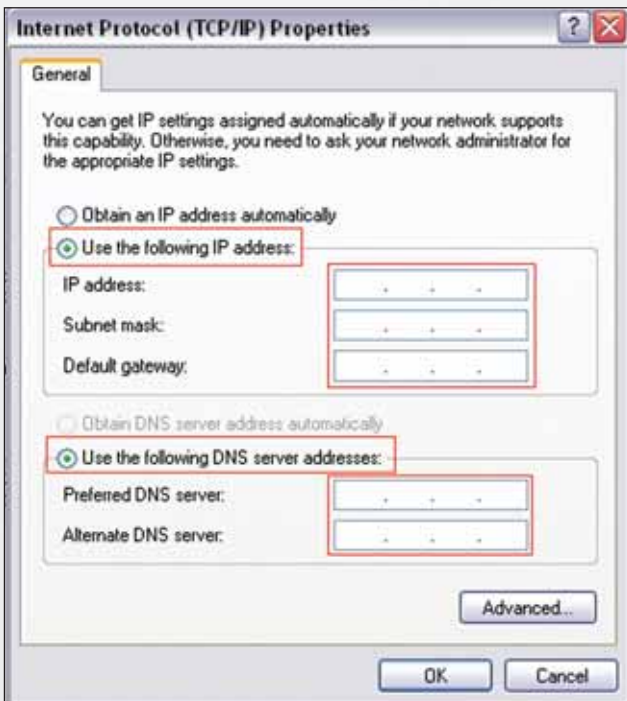 Internet Protocol (TCP/IP) Properties
General
You can get IP settings assigned automatically if your network supports
this capability. Otherwise, you need to ask your network administrator for
the appropriate IP settings.
Obtain an IP address automatically
Use the following IP address:
IP address:
Subnet mask:
Default gateway:
Obtain DNS server address automatically
Use the following DNS server addresses:
Preferred DNS server:
Alternate DNS server:
Advanced...
OK Cancel